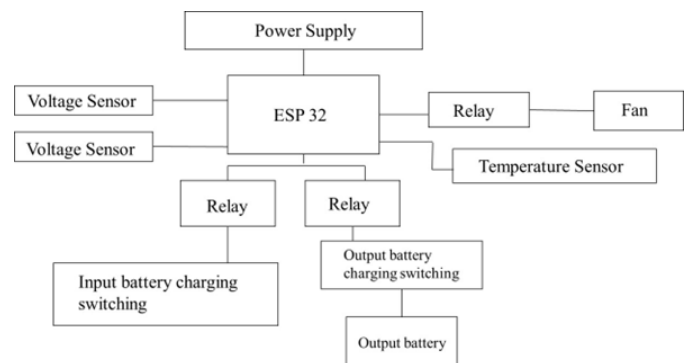 Power Supply
Voltage Sensor
ESP 32
Relay
Fan
Voltage Sensor
Temperature Sensor
Relay
Relay
Input battery charging
switching
Output battery
charging switching
Output battery